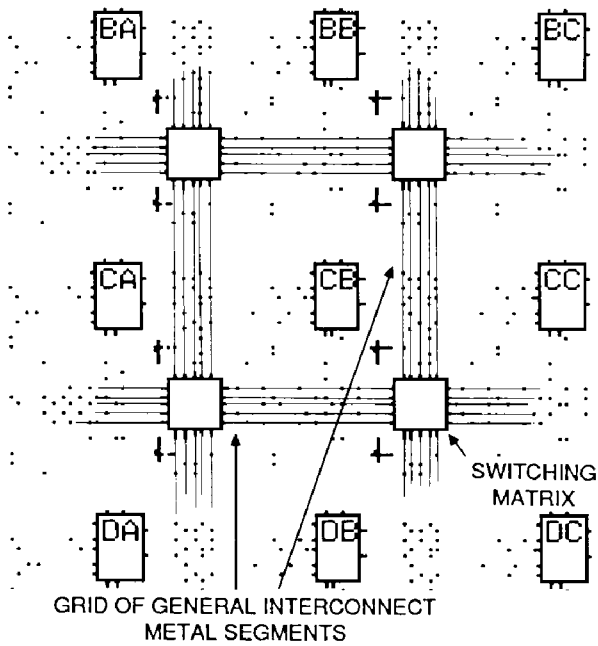 BA BB BC
CA CB CC
SWITCHING
MATRIX
DA DB DC
GRID OF GENERAL INTERCONNECT
METAL SEGMENTS